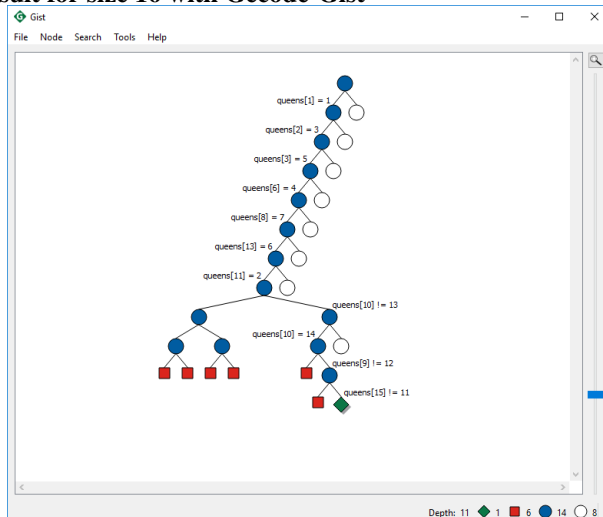 sult for size 16 with Gecode-Gist
Gist
File Node Search Tools Help
queens[1] = 1
queens[2] = 3
queens[3] = 5
queens[6] = 4
queens[8] = 7
queens[13] = 6
queens[11] = 2
queens[10] != 13
queens[10] = 14
queens[9] != 12
queens[15] != 11
Depth: 11 1 6 14 8